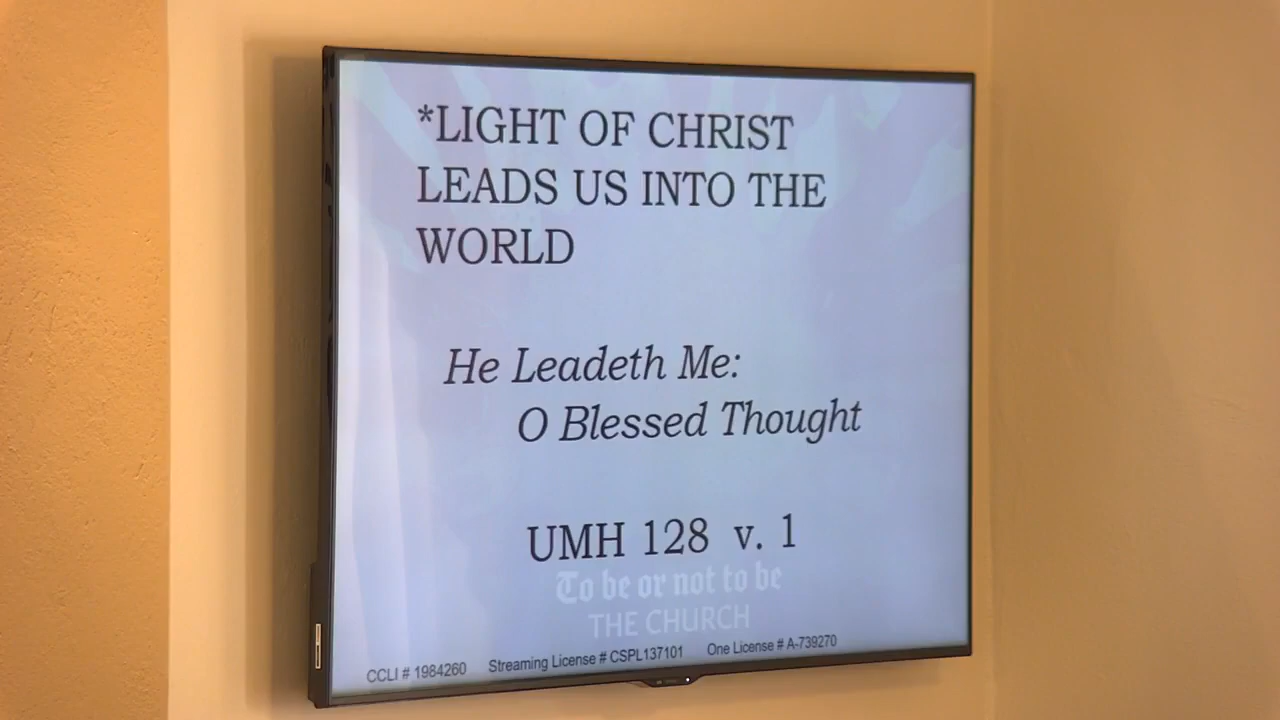 *LIGHT OF CHRIST
LEADS US INTO THE
WORLD
He Leadeth Me:
O Blessed Thought
UMH 128 v. 1
To be or not to be
THE CHURCH
CCLI # 1984260 Streaming License # CSPL137101 One License # A-739270